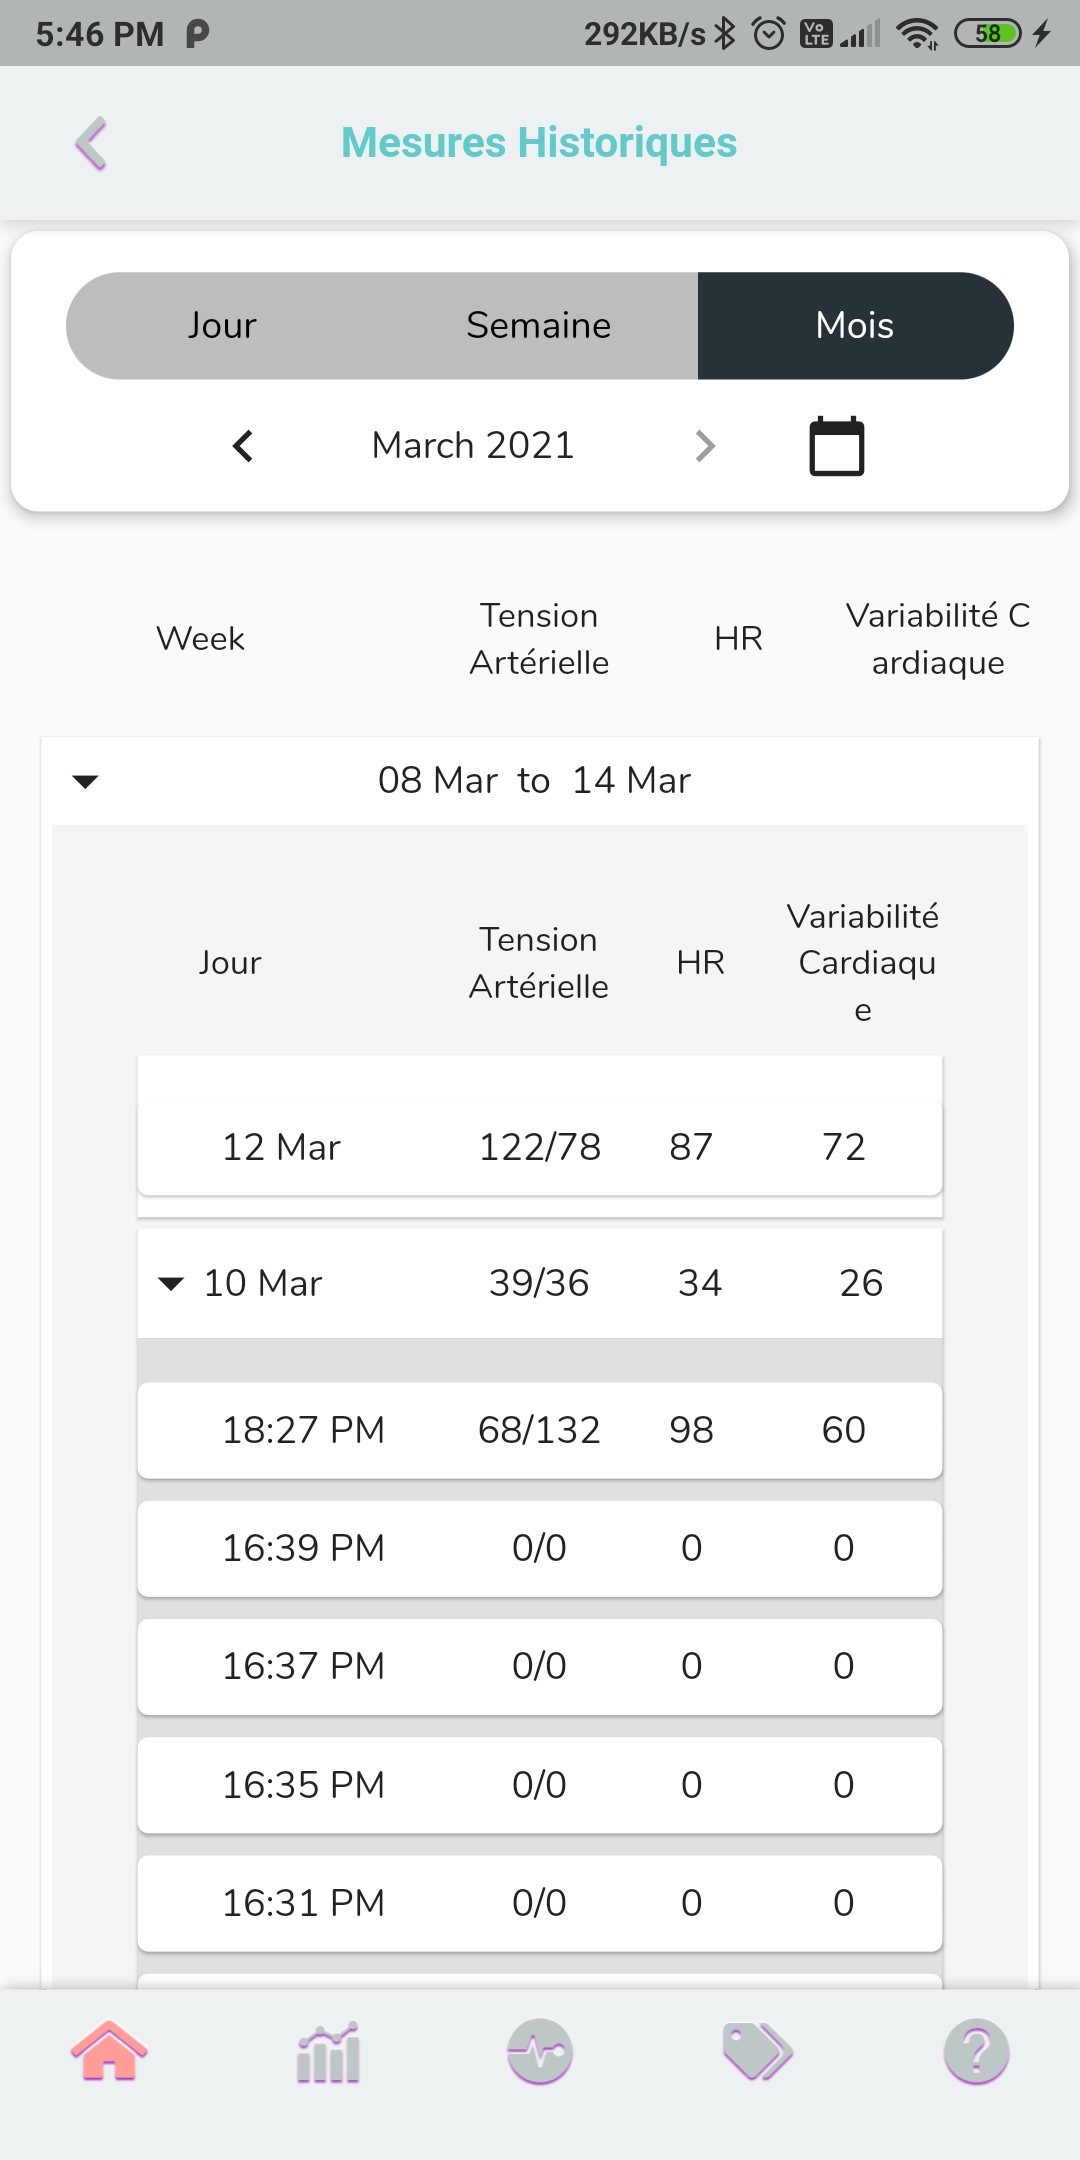 5:46 PM 292KB/s Vo LTE 58
Mesures Historiques
Jour Semaine Mois
March 2021
Week Tension Artérielle HR Variabilité C ardiaque
08 Mar to 14 Mar
Jour Tension Artérielle HR Variabilité Cardiaqu e
12 Mar 122/78 87 72
10 Mar 39/36 34 26
18:27 PM 68/132 98 60
16:39 PM 0/0 0 0
16:37 PM 0/0 0 0
16:35 PM 0/0 0 0
16:31 PM 0/0 0 0
?